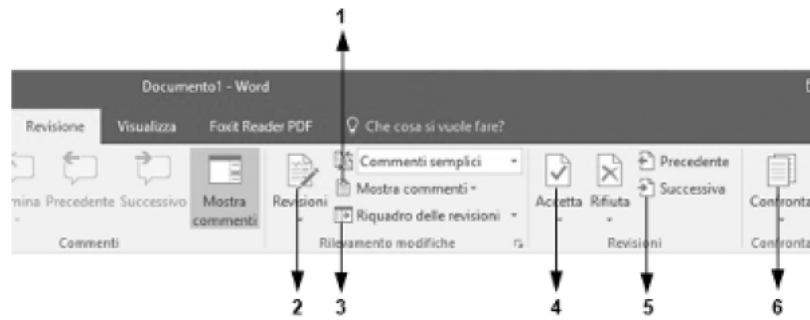 1
Documento1 - Word
Revisione Visualizza Foxit Reader PDF Che cosa si vuole fare?
Commenti semplici
Precedente
mina Precedente Successivo Mostra commenti Revisioni
Mostra commenti
Accetta Rifiuta
Successiva
Confronta
Riquadro delle revisioni
Commenti Rilevamento modifiche Revisioni Confronta
2 3 4 5 6